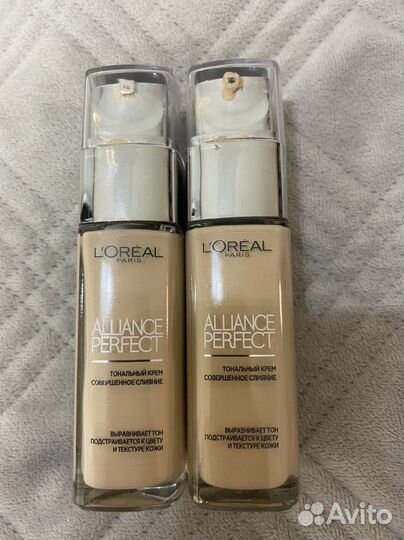 L'ORÉAL
PARIS
ALLIANCE
PERFECT
ТОНАЛЬНЫЙ КРЕМ
СОВЕРШЕННОЕ СЛИЯНИЕ
ВЫРАВНИВАЕТ ТОН
ПОДСТРАИВАЕТСЯ К ЦВЕТУ
И ТЕКСТУРЕ КОЖИ
L'ORÉAL
PARIS
ALLIANCE
PERFECT
ТОНАЛЬНЫЙ КРЕМ
СОВЕРШЕННОЕ СЛИЯНИЕ
ВЫРАВНИВАЕТ ТОН
ПОДСТРАИВАЕТСЯ К ЦВЕТУ
И ТЕКСТУРЕ КОЖИ
Avito